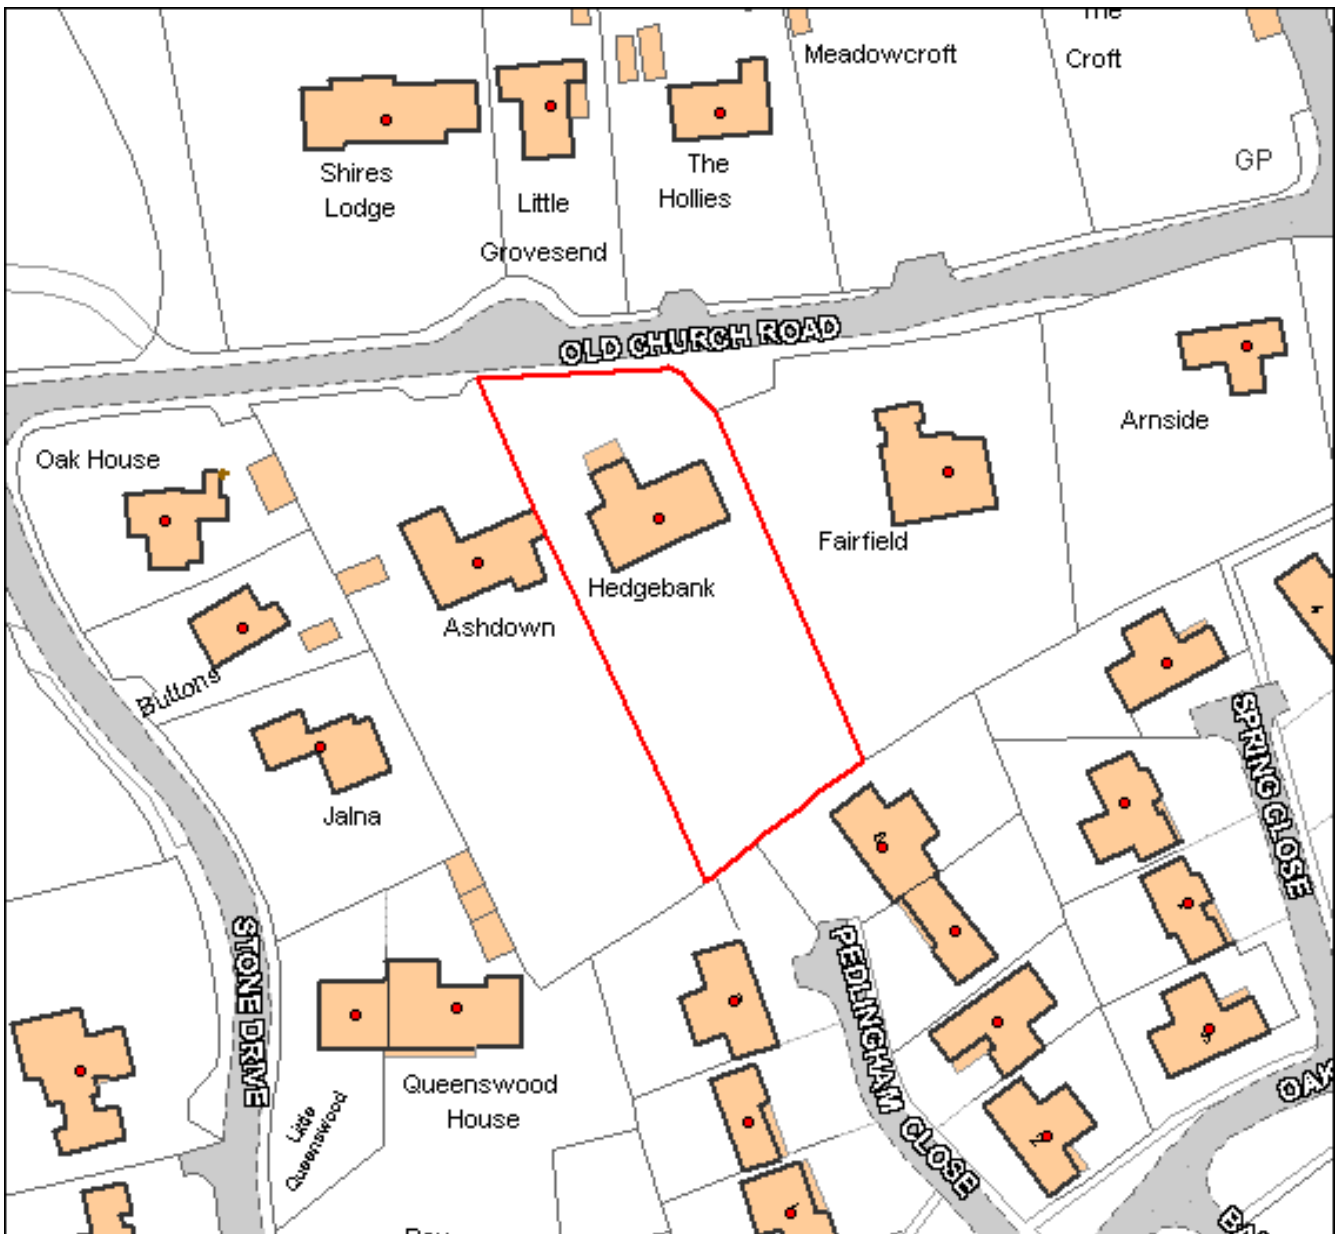 The
Meadowcroft
Croft
GP
Shires
Lodge
The
Hollies
Little
Grovesend
OLD CHURCH ROAD
Oak House
Arnside
Fairfield
Hedgebank
Ashdown
Buttons
Jalna
SPRING CLOSE
STONE DRIVE
PEDLINGHAM CLOSE
Queenswood
House
Little
Queenswood
OAK